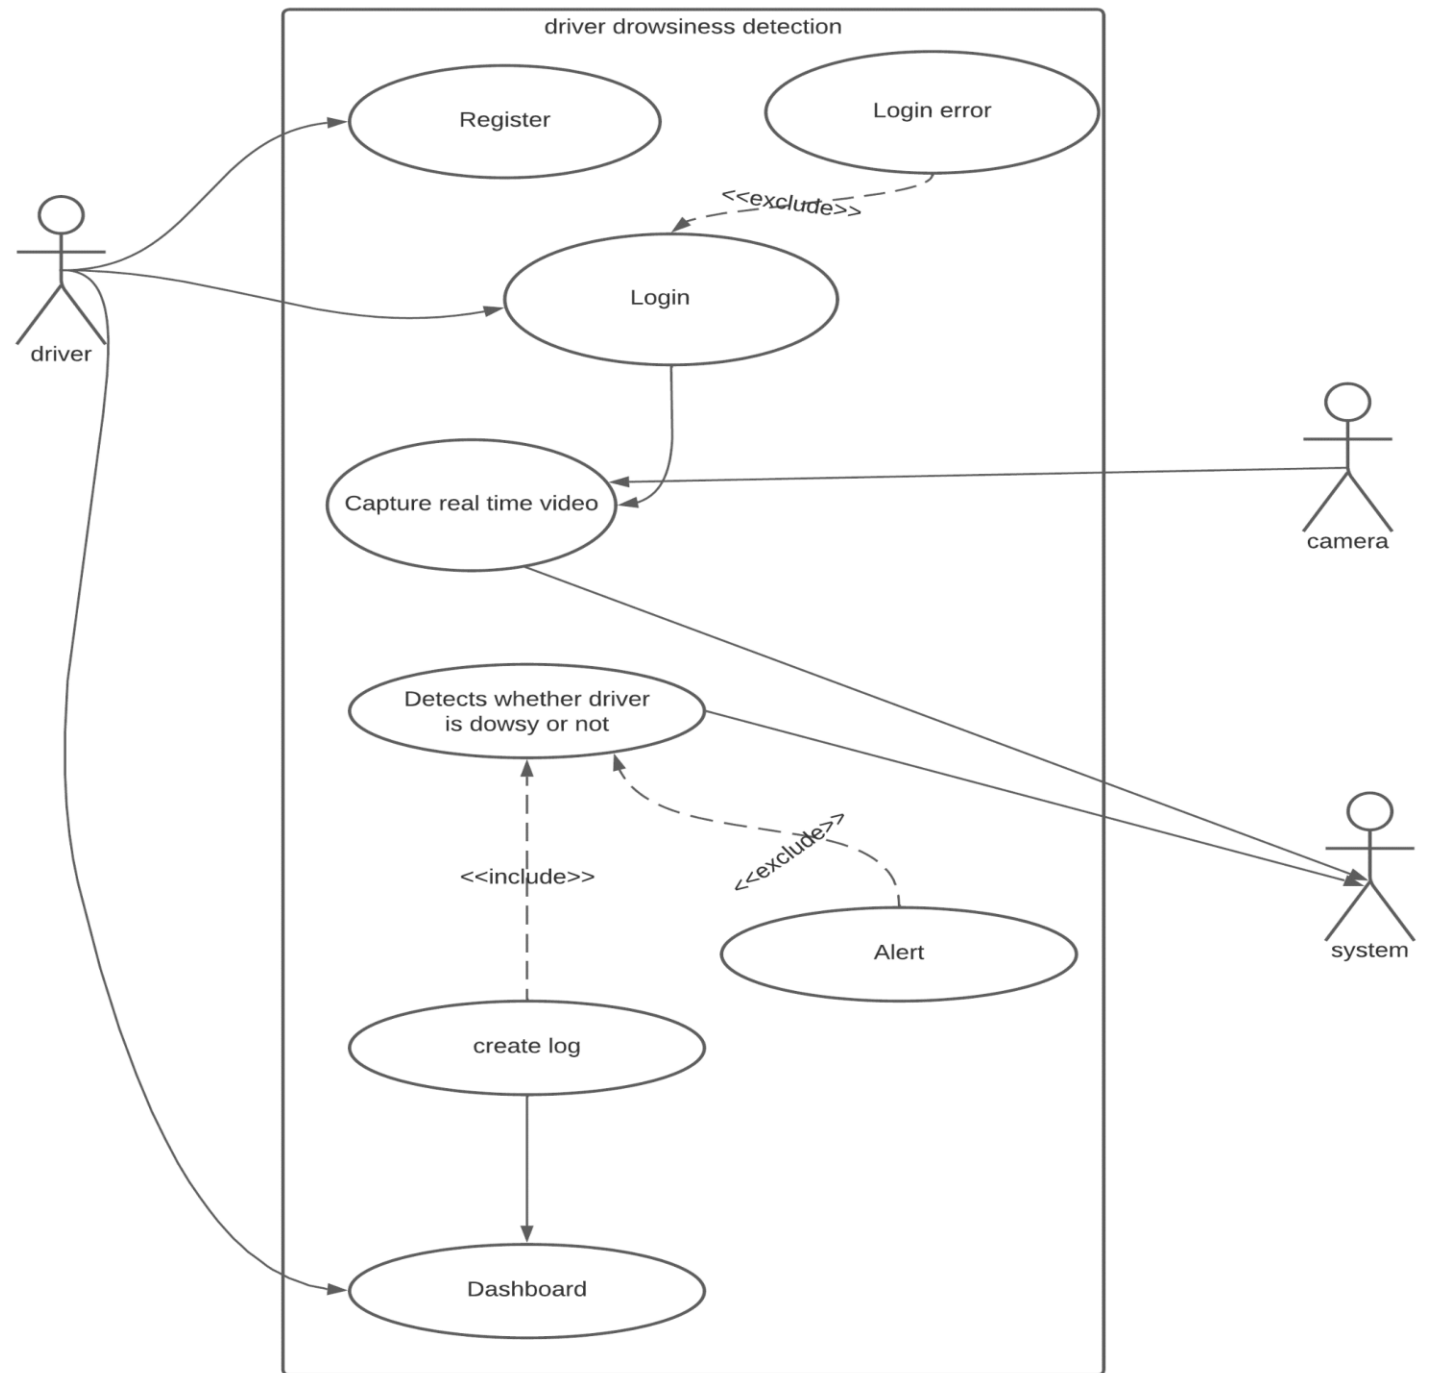 driver drowsiness detection
Register
Login error
<<exclude>>
Login
driver
Capture real time video
camera
Detects whether driver
is dowsy or not
<<exclude>>
<<include>>
Alert
system
create log
Dashboard